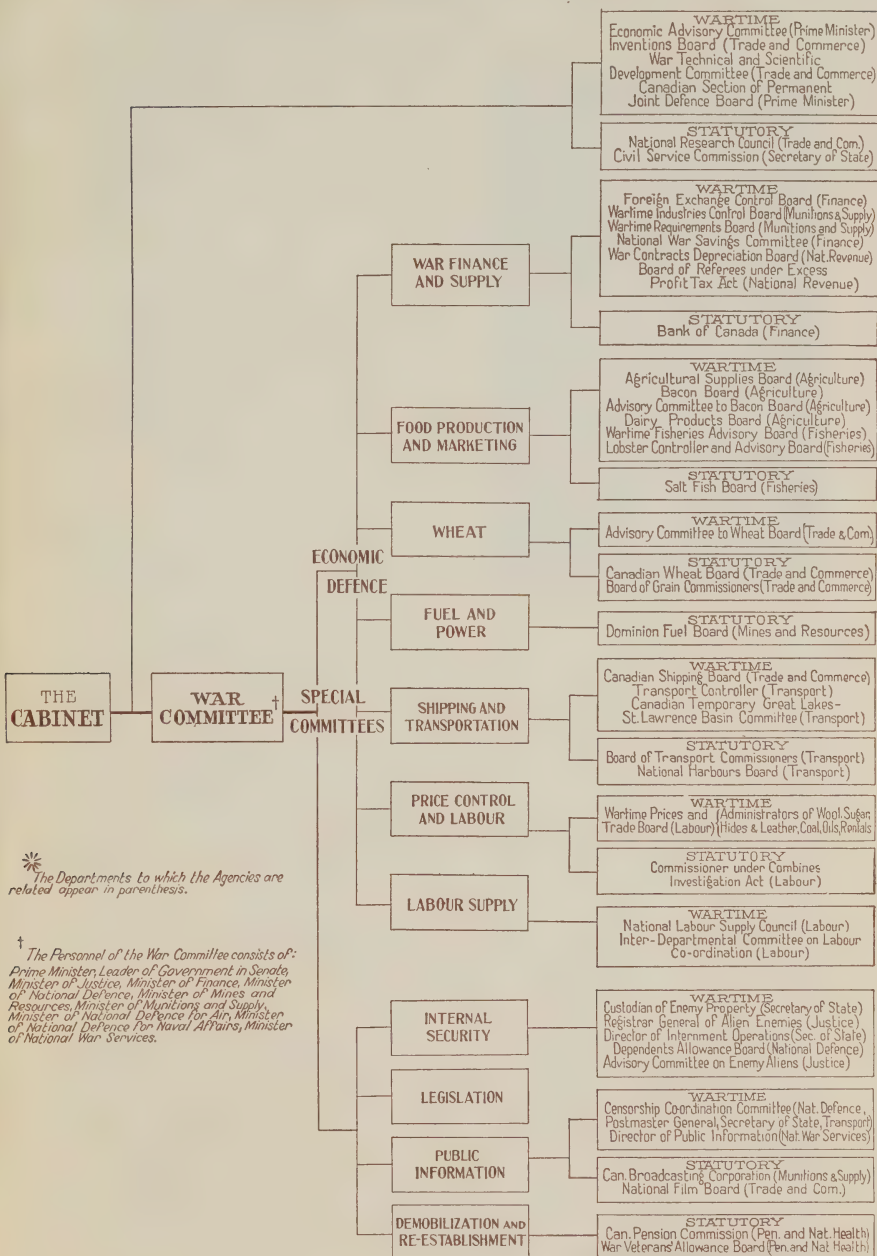 WARTIME
Economic Advisory Committee (Prime Minister)
Inventions Board (Trade and Commerce)
War Technical and Scientific
Development Committee (Trade and Commerce)
Canadian Section of Permanent
Joint Defence Board (Prime Minister)
STATUTORY
National Research Council (Trade and Com.)
Civil Service Commission (Secretary of State)
WAR FINANCE
AND SUPPLY
WARTIME
Foreign Exchange Control Board (Finance)
Wartime Industries Control Board (Munitions & Supply)
Wartime Requirements Board (Munitions and Supply)
National War Savings Committee (Finance)
War Contracts Depreciation Board (Nat. Revenue)
Board of Referees under Excess
Profit Tax Act (National Revenue)
STATUTORY
Bank of Canada (Finance)
FOOD PRODUCTION
AND MARKETING
WARTIME
Agricultural Supplies Board (Agriculture)
Bacon Board (Agriculture)
Advisory Committee to Bacon Board (Agriculture)
Dairy Products Board (Agriculture)
Wartime Fisheries Advisory Board (Fisheries)
Lobster Controller and Advisory Board (Fisheries)
STATUTORY
Salt Fish Board (Fisheries)
WHEAT
WARTIME
Advisory Committee to Wheat Board (Trade & Com.)
STATUTORY
Canadian Wheat Board (Trade and Commerce)
Board of Grain Commissioners (Trade and Commerce)
ECONOMIC
DEFENCE
FUEL AND
POWER
STATUTORY
Dominion Fuel Board (Mines and Resources)
THE
CABINET
WAR
COMMITTEE †
SPECIAL
COMMITTEES
SHIPPING AND
TRANSPORTATION
WARTIME
Canadian Shipping Board (Trade and Commerce)
Transport Controller (Transport)
Canadian Temporary Great Lakes-
St. Lawrence Basin Committee (Transport)
STATUTORY
Board of Transport Commissioners (Transport)
National Harbours Board (Transport)
PRICE CONTROL
AND LABOUR
WARTIME
Wartime Prices and {Administrators of Wool, Sugar,
Trade Board (Labour) {Hides & Leather, Coal, Oils, Rentals
STATUTORY
Commissioner under Combines
Investigation Act (Labour)
LABOUR SUPPLY
WARTIME
National Labour Supply Council (Labour)
Inter-Departmental Committee on Labour
Co-ordination (Labour)
* The Departments to which the Agencies are
related appear in parenthesis.
† The Personnel of the War Committee consists of:
Prime Minister, Leader of Government in Senate,
Minister of Justice, Minister of Finance, Minister
of National Defence, Minister of Mines and
Resources, Minister of Munitions and Supply,
Minister of National Defence for Air, Minister
of National Defence for Naval Affairs, Minister
of National War Services.
INTERNAL
SECURITY
WARTIME
Custodian of Enemy Property (Secretary of State)
Registrar General of Alien Enemies (Justice)
Director of Internment Operations (Sec. of State)
Dependents Allowance Board (National Defence)
Advisory Committee on Enemy Aliens (Justice)
LEGISLATION
PUBLIC
INFORMATION
WARTIME
Censorship Co-ordination Committee (Nat. Defence,
Postmaster General, Secretary of State, Transport)
Director of Public Information (Nat. War Services)
STATUTORY
Can. Broadcasting Corporation (Munitions & Supply)
National Film Board (Trade and Com.)
DEMOBILIZATION AND
RE-ESTABLISHMENT
STATUTORY
Can. Pension Commission (Pen. and Nat. Health)
War Veterans' Allowance Board (Pen. and Nat. Health)